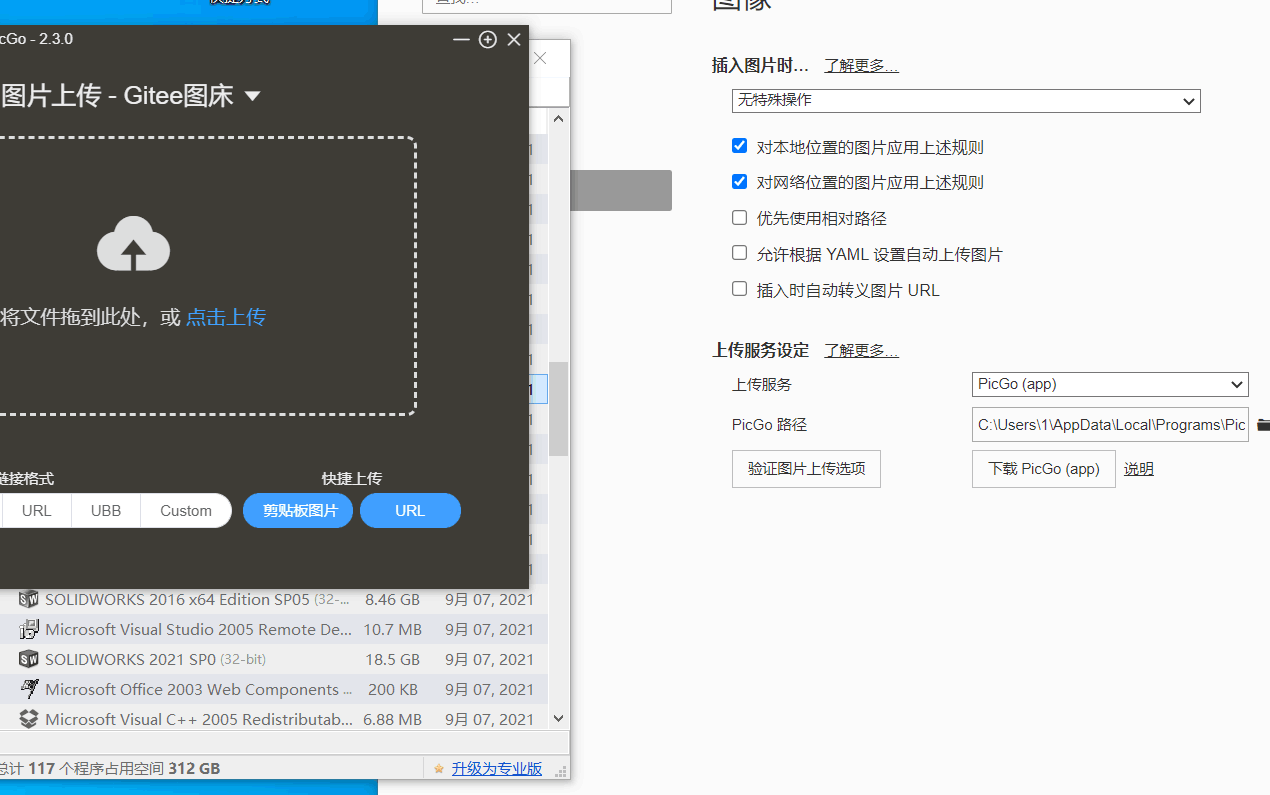 PicGo - 2.3.0
图片上传 - Gitee图床
将文件拖到此处，或 点击上传
链接格式
快捷上传
URL
UBB
Custom
剪贴板图片
URL
SOLIDWORKS 2016 x64 Edition SP05 (32-... 8.46 GB 9月 07, 2021
Microsoft Visual Studio 2005 Remote De... 10.7 MB 9月 07, 2021
SOLIDWORKS 2021 SP0 (32-bit) 18.5 GB 9月 07, 2021
Microsoft Office 2003 Web Components ... 200 KB 9月 07, 2021
Microsoft Visual C++ 2005 Redistributab... 6.88 MB 9月 07, 2021
总计 117 个程序占用空间 312 GB
升级为专业版
图像
插入图片时... 了解更多...
无特殊操作
对本地位置的图片应用上述规则
对网络位置的图片应用上述规则
优先使用相对路径
允许根据 YAML 设置自动上传图片
插入时自动转义图片 URL
上传服务设定 了解更多...
上传服务 PicGo (app)
PicGo 路径 C:\Users\1\AppData\Local\Programs\Pic
验证图片上传选项 下载 PicGo (app) 说明